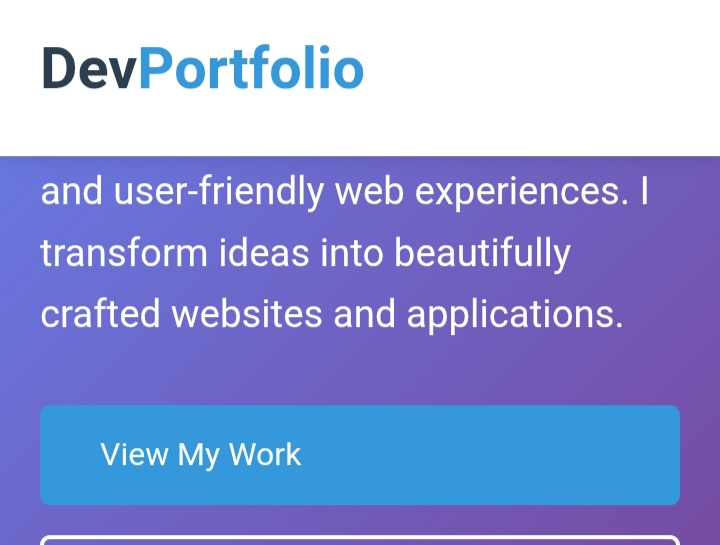 DevPortfolio
and user-friendly web experiences. I
transform ideas into beautifully
crafted websites and applications.
View My Work